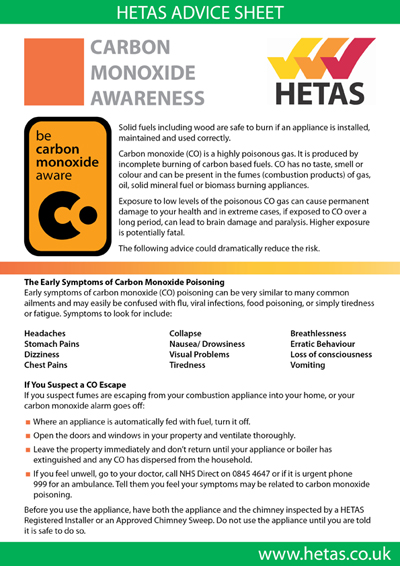 HETAS ADVICE SHEET
CARBON
MONOXIDE
AWARENESS
HETAS
be
carbon
monoxide
aware
Co
Solid fuels including wood are safe to burn if an appliance is installed,
maintained and used correctly.
Carbon monoxide (CO) is a highly poisonous gas. It is produced by
incomplete burning of carbon based fuels. CO has no taste, smell or
colour and can be present in the fumes (combustion products) of gas,
oil, solid mineral fuel or biomass burning appliances.
Exposure to low levels of the poisonous CO gas can cause permanent
damage to your health and in extreme cases, if exposed to CO over a
long period, can lead to brain damage and paralysis. Higher exposure
is potentially fatal.
The following advice could dramatically reduce the risk.
The Early Symptoms of Carbon Monoxide Poisoning
Early symptoms of carbon monoxide (CO) poisoning can be very similar to many common
ailments and may easily be confused with flu, viral infections, food poisoning, or simply tiredness
or fatigue. Symptoms to look for include:
Headaches Collapse Breathlessness
Stomach Pains Nausea/ Drowsiness Erratic Behaviour
Dizziness Visual Problems Loss of consciousness
Chest Pains Tiredness Vomiting
If You Suspect a CO Escape
If you suspect fumes are escaping from your combustion appliance into your home, or your
carbon monoxide alarm goes off:
Where an appliance is automatically fed with fuel, turn it off.
Open the doors and windows in your property and ventilate thoroughly.
Leave the property immediately and don't return until your appliance or boiler has
extinguished and any CO has dispersed from the household.
If you feel unwell, go to your doctor, call NHS Direct on 0845 4647 or if it is urgent phone
999 for an ambulance. Tell them you feel your symptoms may be related to carbon monoxide
poisoning.
Before you use the appliance, have both the appliance and the chimney inspected by a HETAS
Registered Installer or an Approved Chimney Sweep. Do not use the appliance until you are told
it is safe to do so.
www.hetas.co.uk